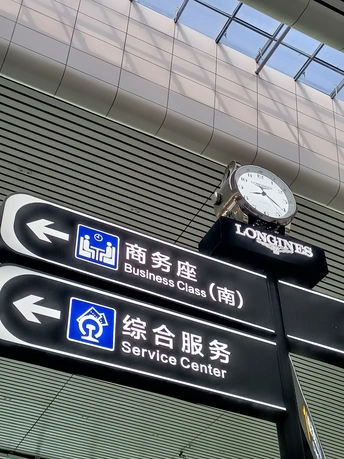 LONGINES
商务座(南)
Business Class
综合服务
Service Center